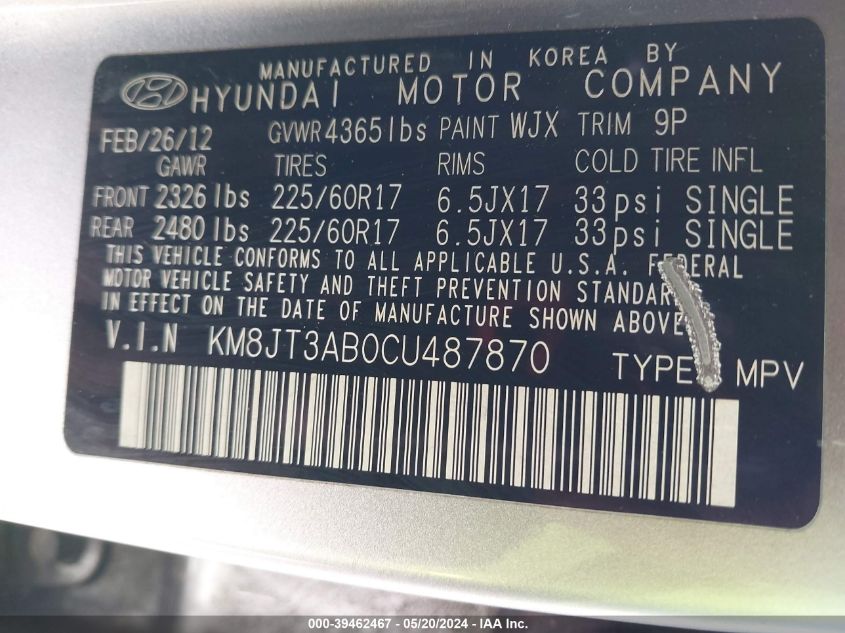 MANUFACTURED IN KOREA BY
HYUNDAI MOTOR COMPANY
FEB/26/12 GVWR 4365lbs PAINT WJX TRIM 9P
GAWR TIRES RIMS COLD TIRE INFL
FRONT 2326 lbs 225/60R17 6.5JX17 33psi SINGLE
REAR 2480 lbs 225/60R17 6.5JX17 33psi SINGLE
THIS VEHICLE CONFORMS TO ALL APPLICABLE U.S.A. FEDERAL
MOTOR VEHICLE SAFETY AND THEFT PREVENTION STANDAR
IN EFFECT ON THE DATE OF MANUFACTURE SHOWN ABOVE
V.I.N KM8JT3AB0CU487870 TYPE MPV
000-39462467 - 05/20/2024 - IAA Inc.